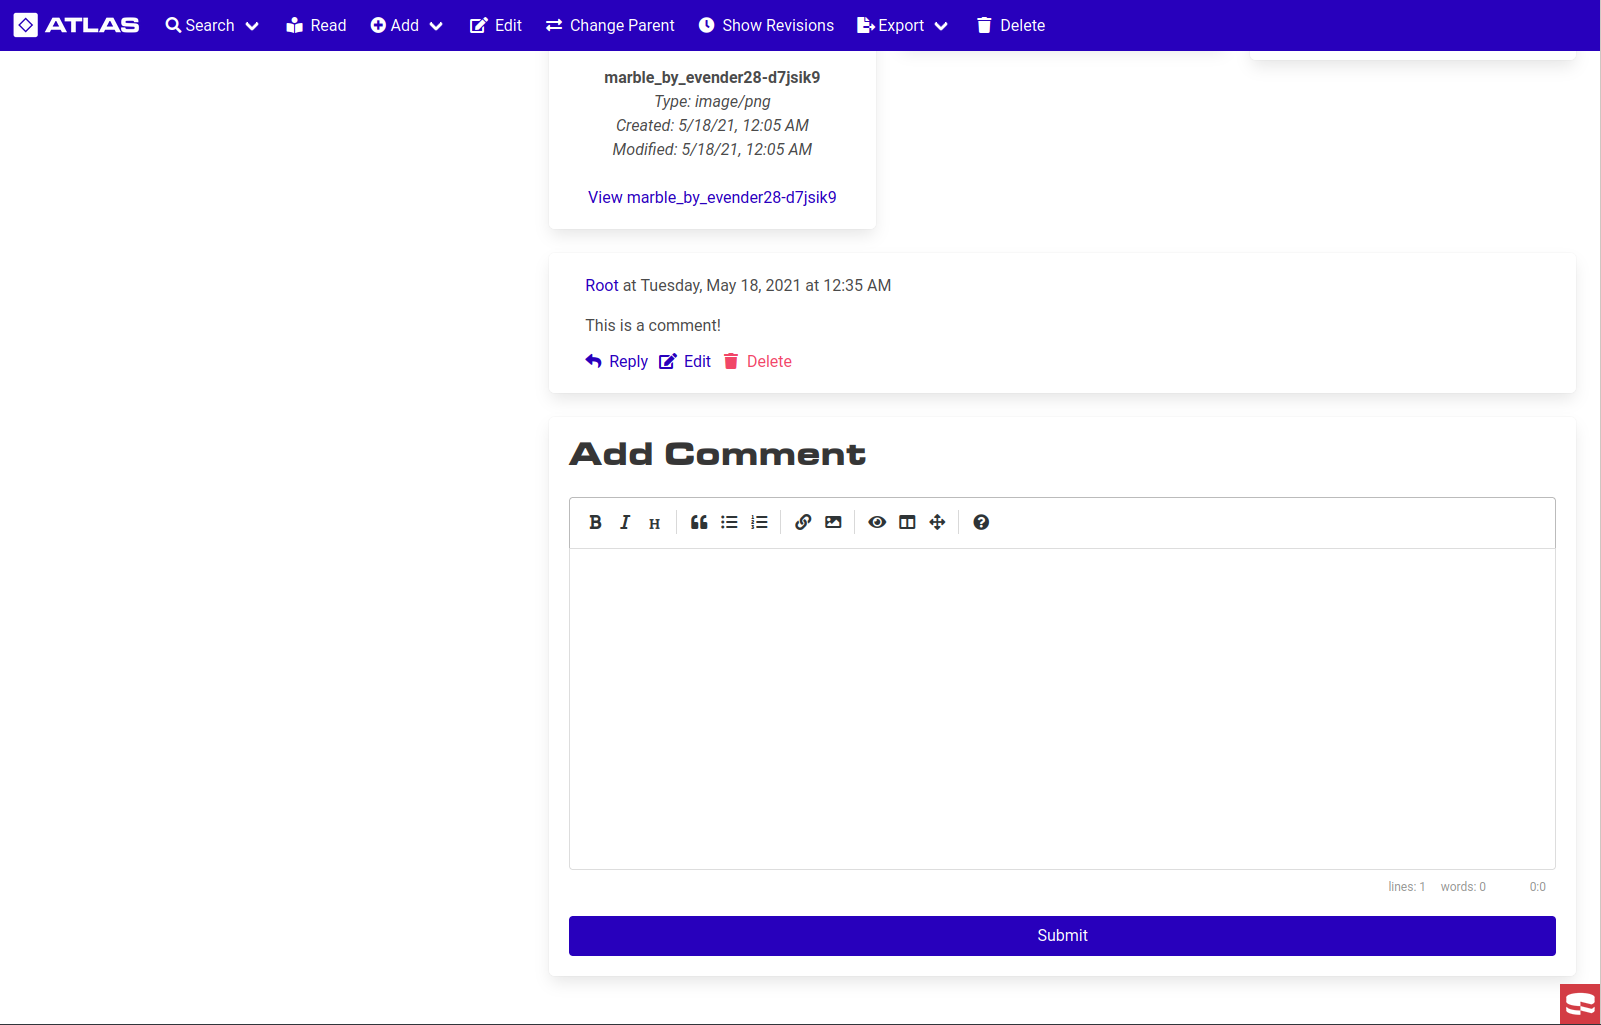 ATLAS Search Read Add Edit Change Parent Show Revisions Export Delete
marble_by_evender28-d7jsik9
Type: image/png
Created: 5/18/21, 12:05 AM
Modified: 5/18/21, 12:05 AM
View marble_by_evender28-d7jsik9
Root at Tuesday, May 18, 2021 at 12:35 AM
This is a comment!
Reply Edit Delete
Add Comment
B I H
lines: 1 words: 0 0:0
Submit